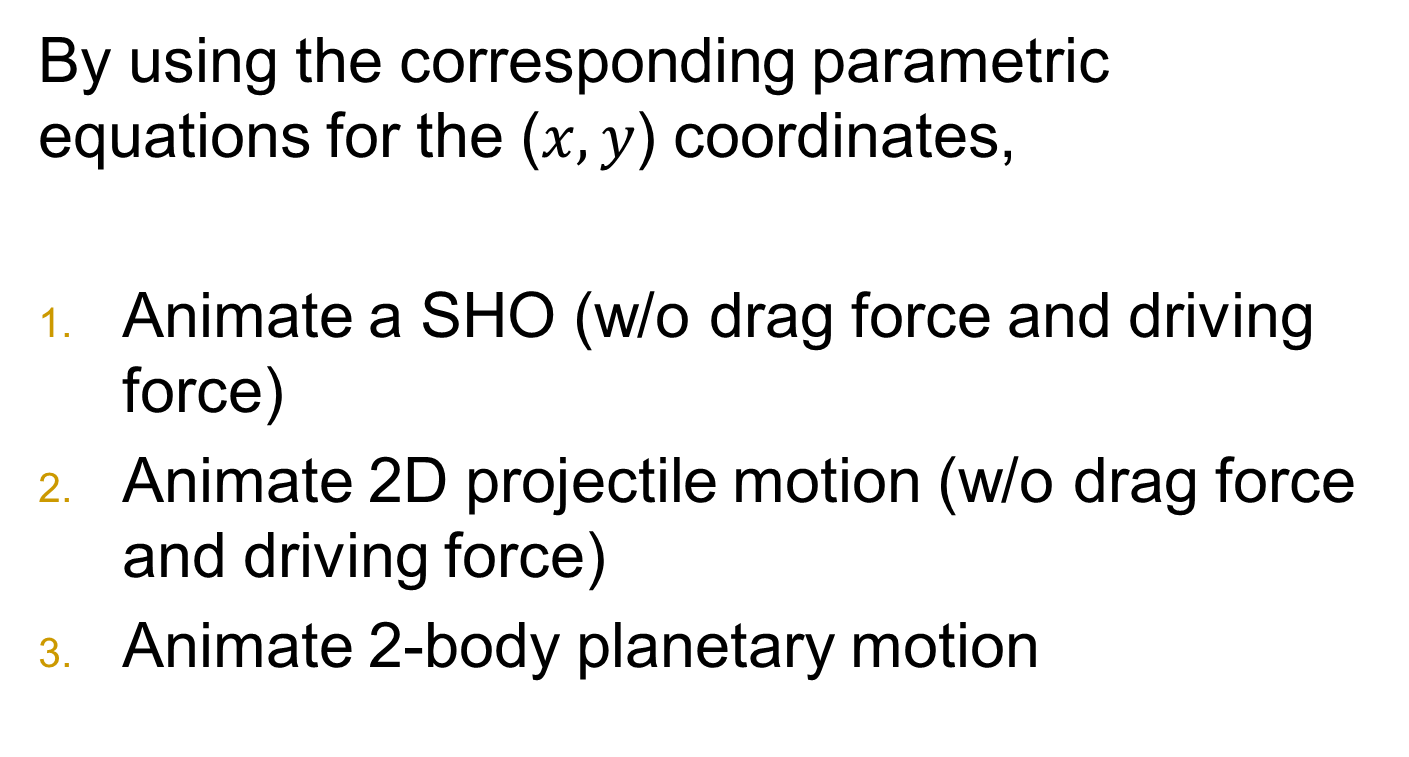 By using the corresponding parametric
equations for the (x, y) coordinates,
1. Animate a SHO (w/o drag force and driving
force)
2. Animate 2D projectile motion (w/o drag force
and driving force)
3. Animate 2-body planetary motion